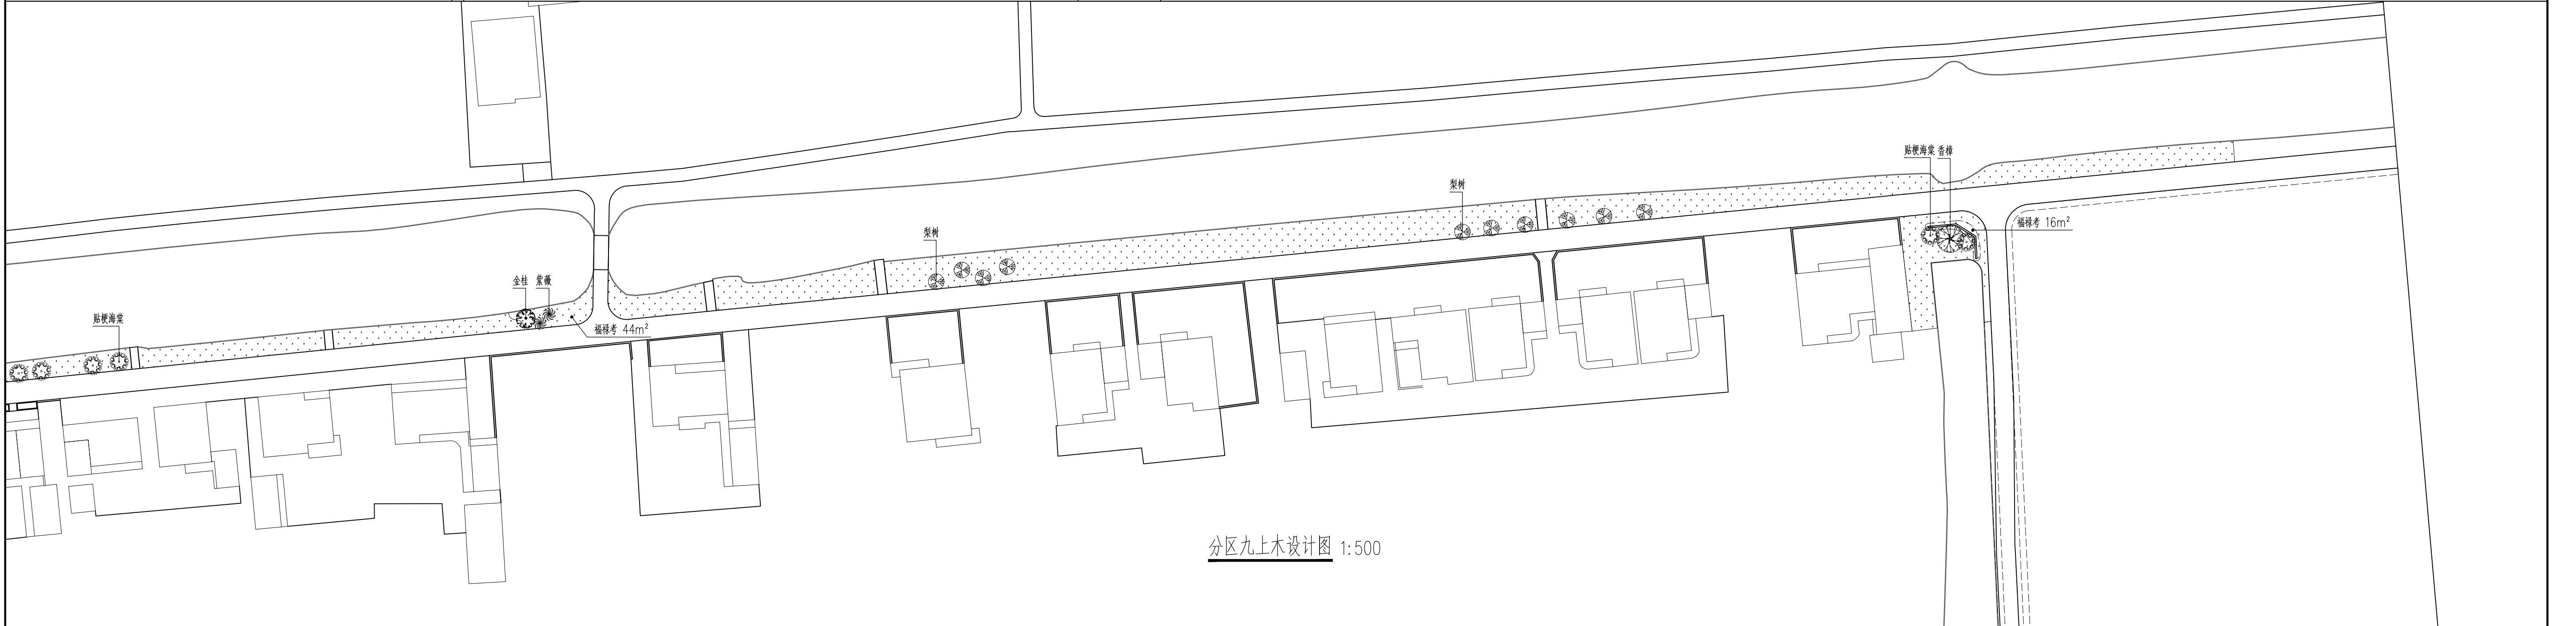 贴梗海棠 香樟
梨树
福禄考 16m²
梨树
金桂 紫薇
贴梗海棠
福禄考 44m²
分区九上木设计图 1:500